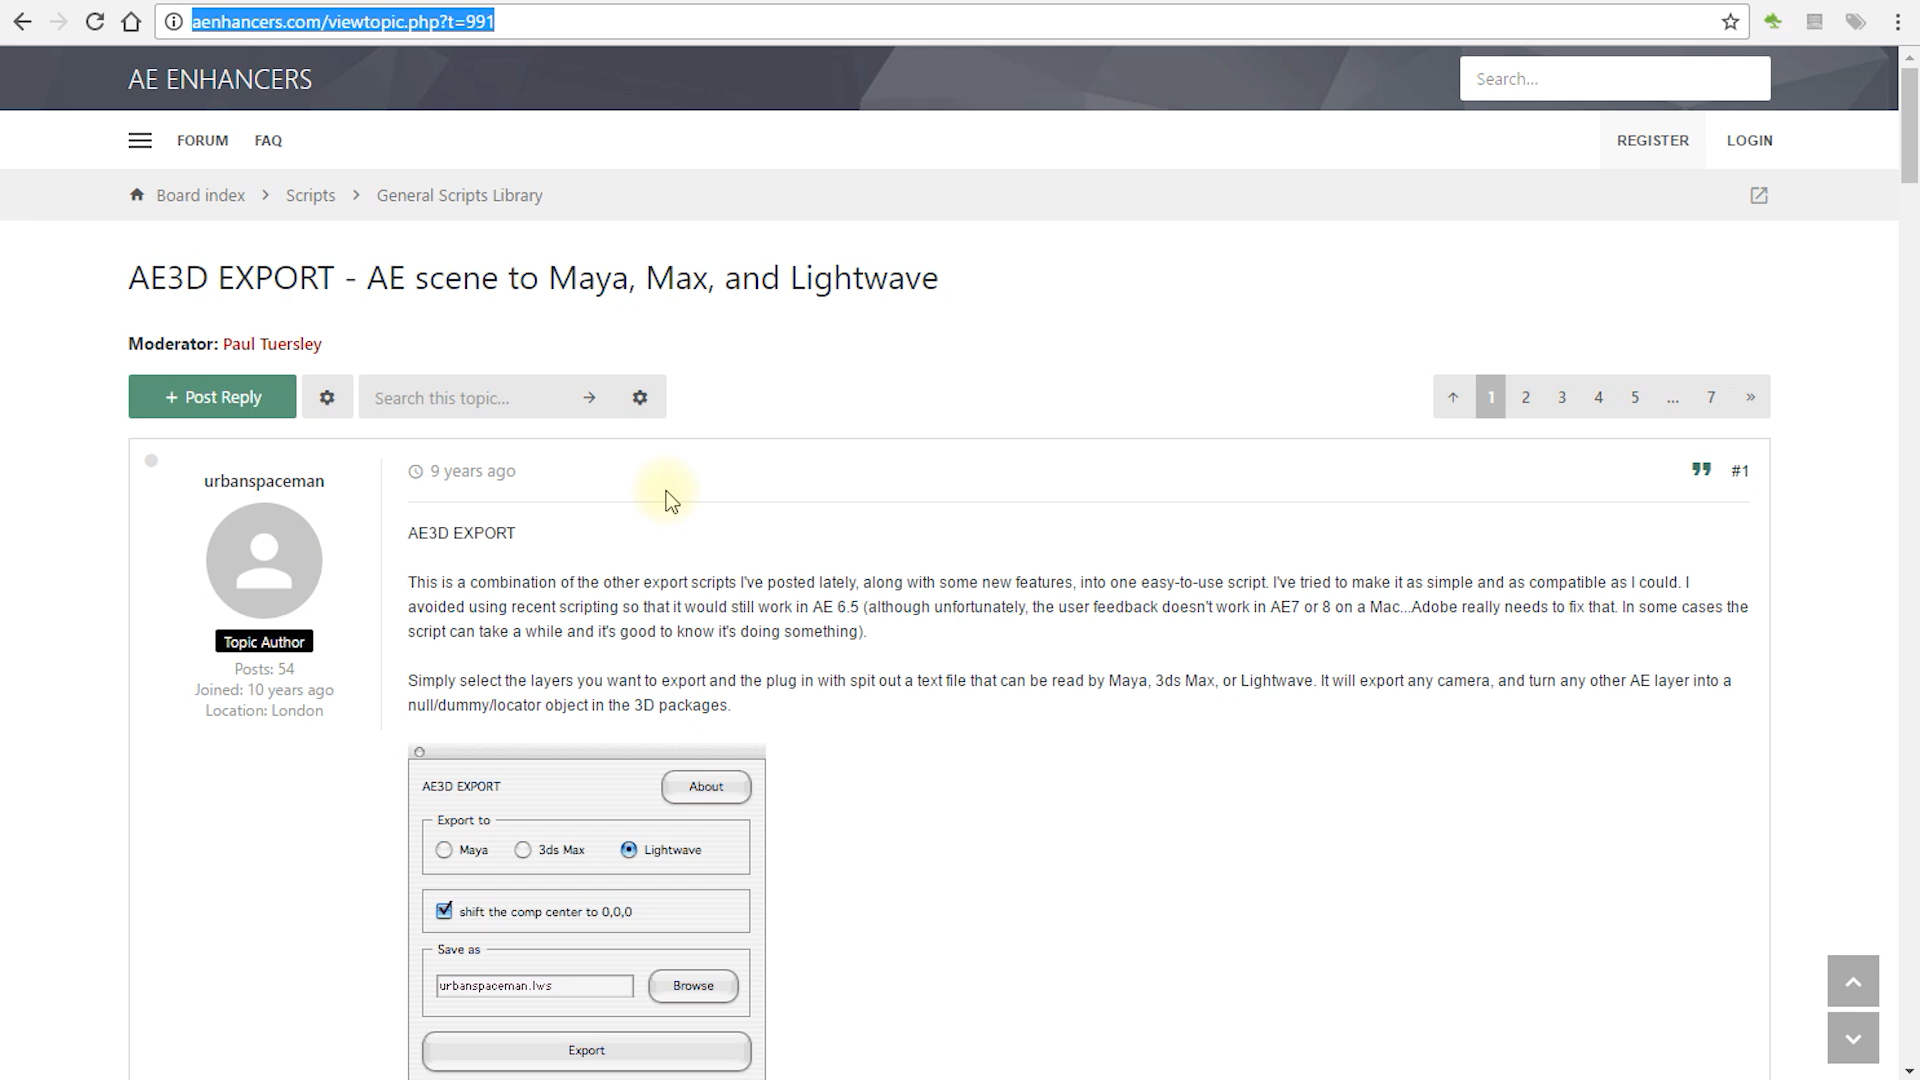 aenhancers.com/viewtopic.php?t=991
AE ENHANCERS
Search...
FORUM FAQ
REGISTER LOGIN
Board index > Scripts > General Scripts Library
AE3D EXPORT - AE scene to Maya, Max, and Lightwave
Moderator: Paul Tuersley
+ Post Reply
Search this topic...
1 2 3 4 5 ... 7 »
urbanspaceman
9 years ago
#1
Topic Author
Posts: 54
Joined: 10 years ago
Location: London
AE3D EXPORT
This is a combination of the other export scripts I've posted lately, along with some new features, into one easy-to-use script. I've tried to make it as simple and as compatible as I could. I
avoided using recent scripting so that it would still work in AE 6.5 (although unfortunately, the user feedback doesn't work in AE7 or 8 on a Mac...Adobe really needs to fix that. In some cases the
script can take a while and it's good to know it's doing something).
Simply select the layers you want to export and the plug in with spit out a text file that can be read by Maya, 3ds Max, or Lightwave. It will export any camera, and turn any other AE layer into a
null/dummy/locator object in the 3D packages.
AE3D EXPORT
About
Export to
Maya 3ds Max Lightwave
shift the comp center to 0,0,0
Save as
urbanspaceman.lws
Browse
Export